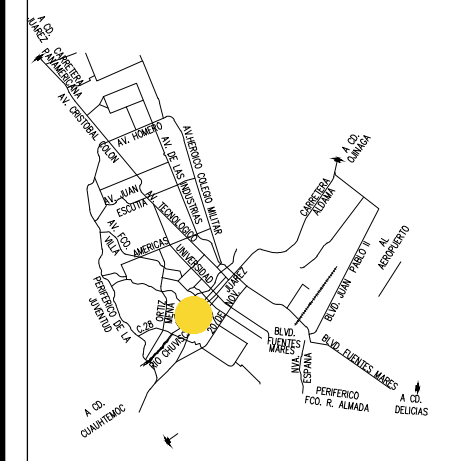 A CD.
JUAREZ
CARRETERA
PANAMERICANA
AV. CRISTOBAL COLON
AV. HOMERO
AV.HEROICO COLEGIO MILITAR
AV. DE LAS INDUSTRIAS
A CD.
OJINAGA
AV. JUAN
ESCUTIA
AV. TECNOLOGICO
CARRETERA
ALDAMA
AV. FCO.
VILLA
AMERICAS
UNIVERSIDAD
AL
AEROPUERTO
BLVD. JUAN PABLO II
PERIFERICO DE LA
JUVENTUD
JUAREZ
20 DE NOV.
ORTIZ
MENA
C.28
RIO CHUVISC
BLVD.
FUENTES
MARES
NVA.
ESPAÑA
BLVD. FUENTES MARES
PERIFERICO
FCO. R. ALMADA
A CD.
DELICIAS
A CD.
CUAUHTEMOC